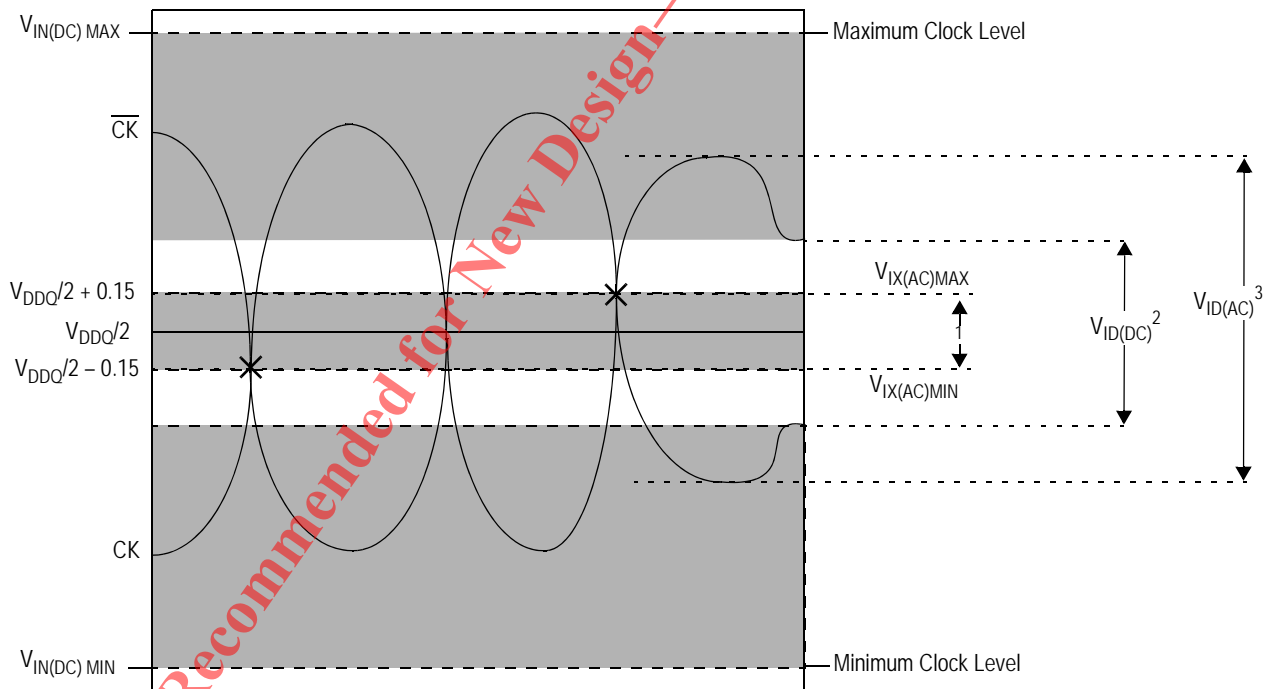 V_IN(DC) MAX
Maximum Clock Level
C̅K̅
V_DDQ/2 + 0.15
V_IX(AC)MAX
V_ID(AC)^3
V_DDQ/2
1
V_ID(DC)^2
V_DDQ/2 – 0.15
V_IX(AC)MIN
CK
V_IN(DC) MIN
Minimum Clock Level
Recommended for New Design—